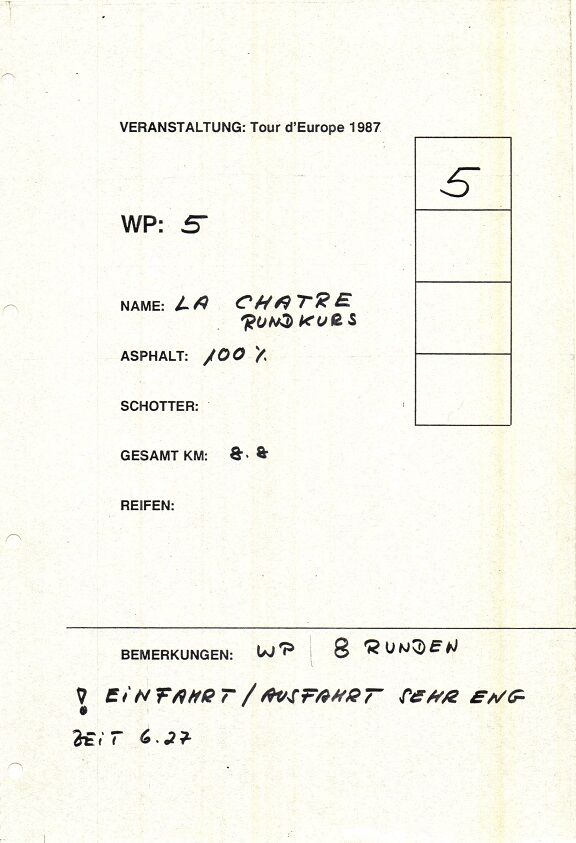 VERANSTALTUNG: Tour d'Europe 1987
5
WP: 5
NAME: LA CHATRE
RUNDKURS
ASPHALT: 100 %
SCHOTTER:
GESAMT KM: 8.8
REIFEN:
BEMERKUNGEN: WP | 8 RUNDEN
! EINFAHRT / AUSFAHRT SEHR ENG
ZEIT 6.27